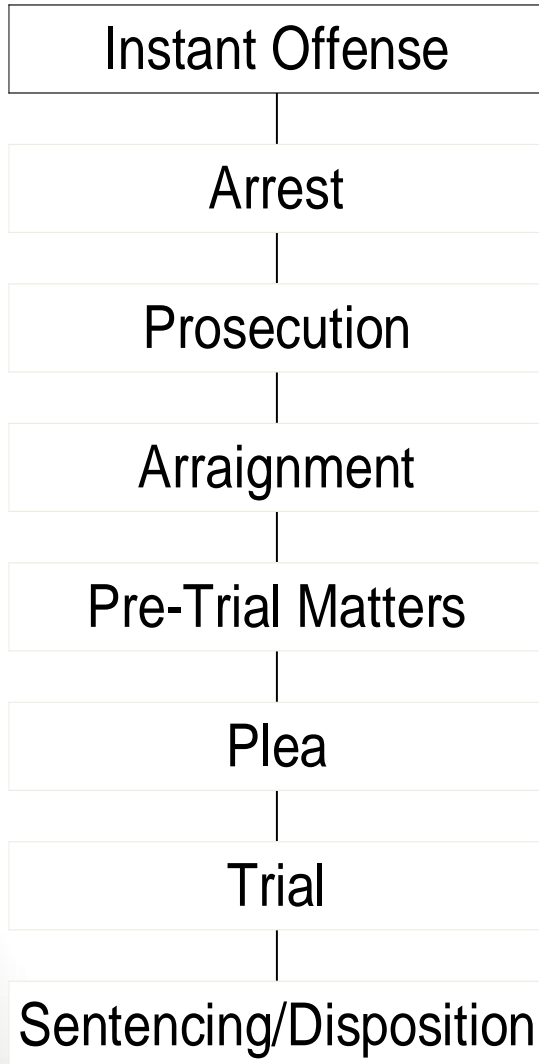 Instant Offense
Arrest
Prosecution
Arraignment
Pre-Trial Matters
Plea
Trial
Sentencing/Disposition